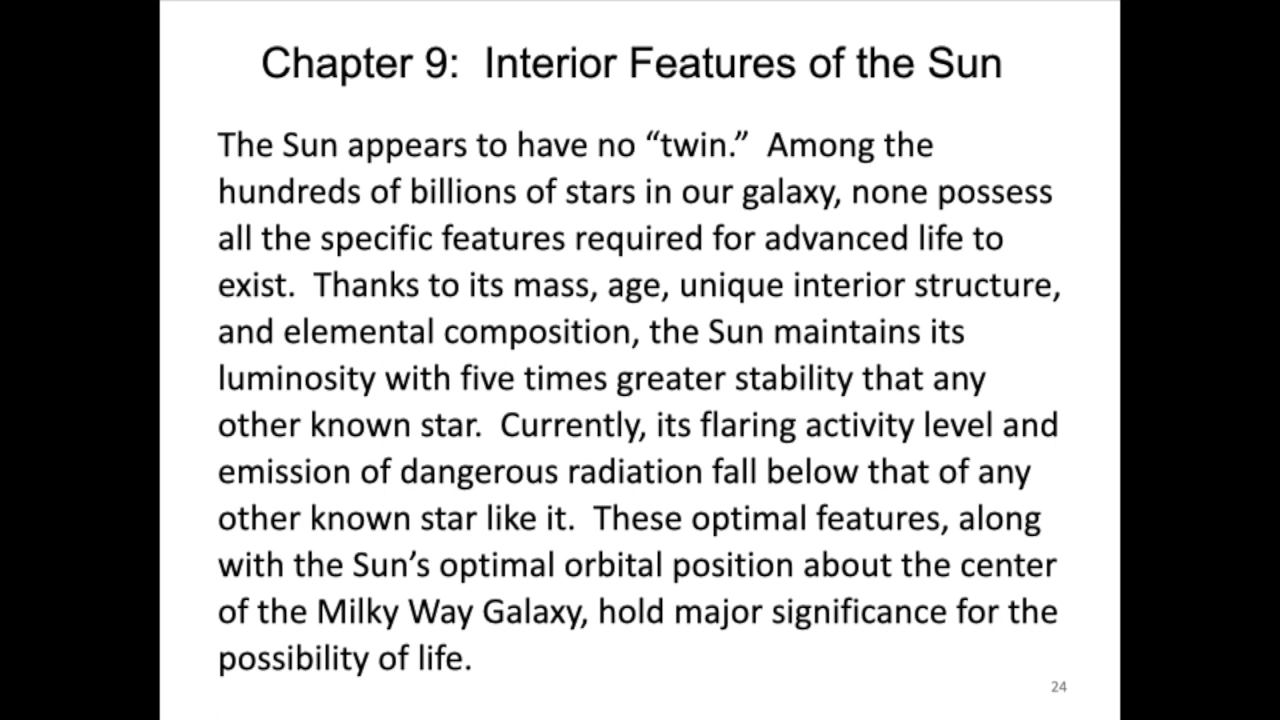 Chapter 9:  Interior Features of the Sun
The Sun appears to have no “twin.”  Among the
hundreds of billions of stars in our galaxy, none possess
all the specific features required for advanced life to
exist.  Thanks to its mass, age, unique interior structure,
and elemental composition, the Sun maintains its
luminosity with five times greater stability that any
other known star.  Currently, its flaring activity level and
emission of dangerous radiation fall below that of any
other known star like it.  These optimal features, along
with the Sun’s optimal orbital position about the center
of the Milky Way Galaxy, hold major significance for the
possibility of life.
24